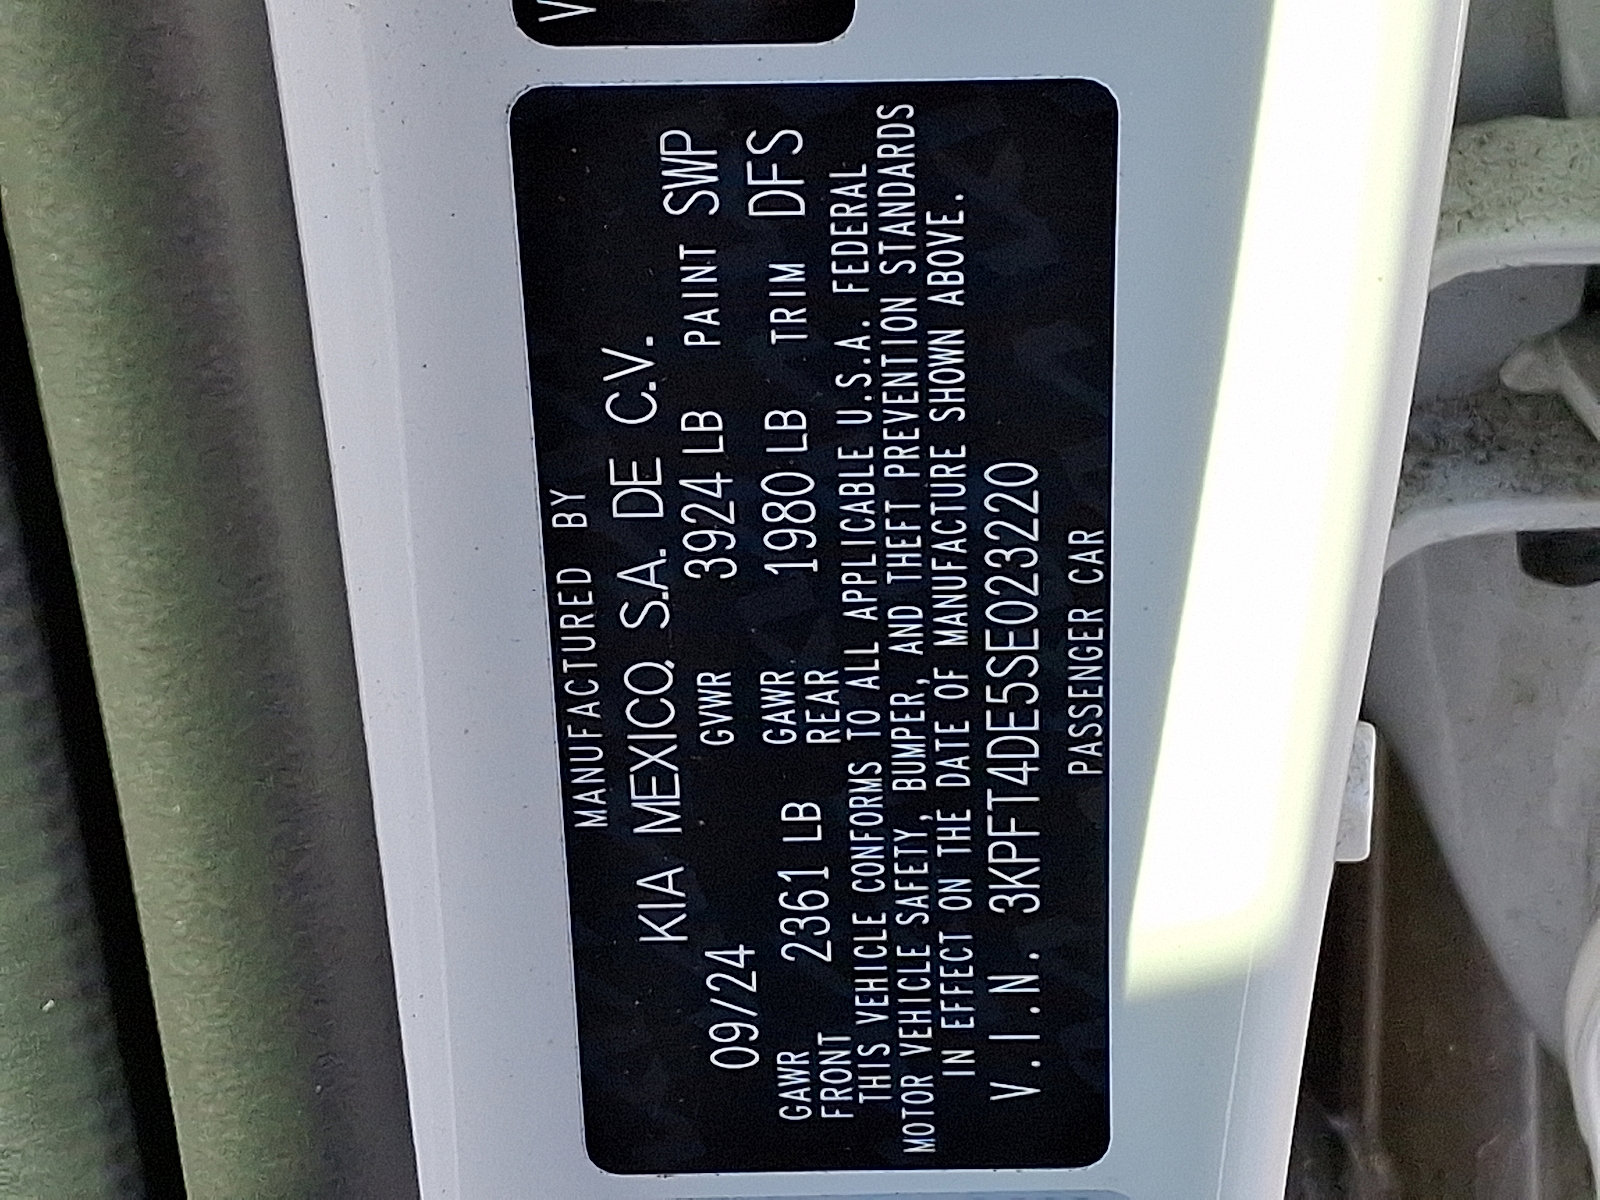 MANUFACTURED BY
KIA MEXICO, S.A. DE C.V.
09/24 GVWR 3924 LB PAINT SWP
GAWR FRONT 2361 LB GAWR REAR 1980 LB TRIM DFS
THIS VEHICLE CONFORMS TO ALL APPLICABLE U.S.A. FEDERAL
MOTOR VEHICLE SAFETY, BUMPER, AND THEFT PREVENTION STANDARDS
IN EFFECT ON THE DATE OF MANUFACTURE SHOWN ABOVE.
V.I.N. 3KPFT4DE5SE023220
PASSENGER CAR